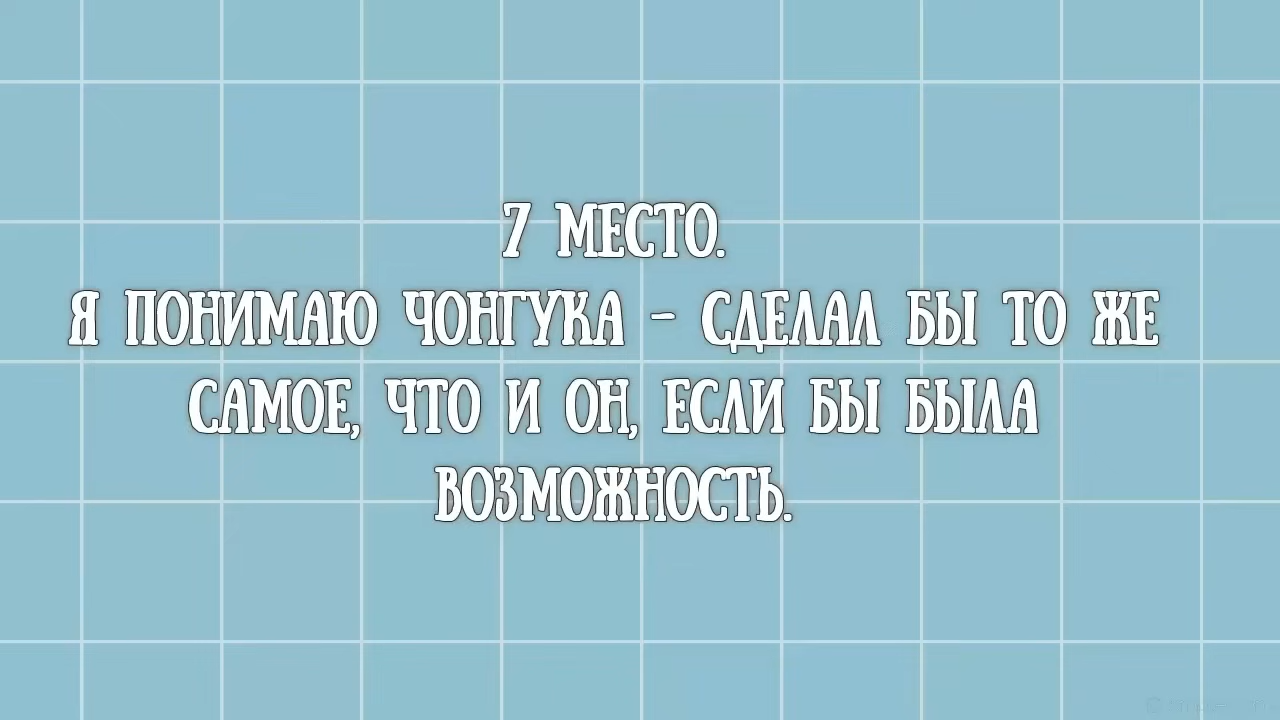 7 МЕСТО.
Я ПОНИМАЮ ЧОНГУКА - СДЕЛАЛ БЫ ТО ЖЕ
САМОЕ, ЧТО И ОН, ЕСЛИ БЫ БЫЛА
ВОЗМОЖНОСТЬ.